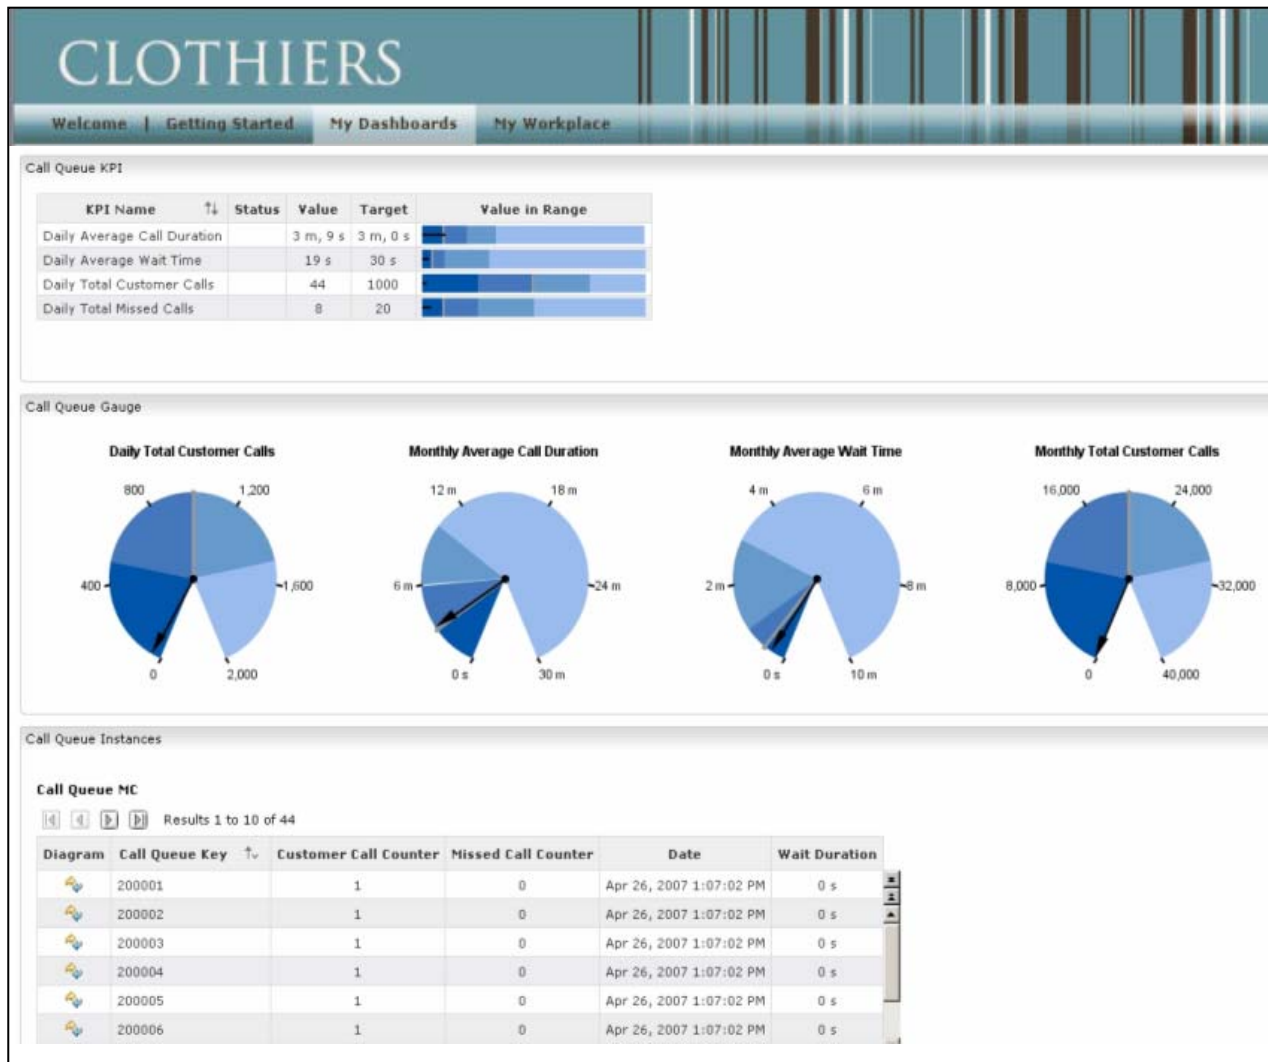 CLOTHIERS
Welcome | Getting Started My Dashboards My Workplace
Call Queue KPI
KPI Name Status Value Target Value in Range
Daily Average Call Duration 3 m, 9 s 3 m, 0 s
Daily Average Wait Time 19 s 30 s
Daily Total Customer Calls 44 1000
Daily Total Missed Calls 8 20
Call Queue Gauge
Daily Total Customer Calls Monthly Average Call Duration Monthly Average Wait Time Monthly Total Customer Calls
800 1,200 12 m 18 m 4 m 6 m 16,000 24,000
400 1,600 6 m 24 m 2 m 8 m 8,000 32,000
0 2,000 0 s 30 m 0 s 10 m 0 40,000
Call Queue Instances
Call Queue MC
Results 1 to 10 of 44
Diagram Call Queue Key Customer Call Counter Missed Call Counter Date Wait Duration
200001 1 0 Apr 26, 2007 1:07:02 PM 0 s
200002 1 0 Apr 26, 2007 1:07:02 PM 0 s
200003 1 0 Apr 26, 2007 1:07:02 PM 0 s
200004 1 0 Apr 26, 2007 1:07:02 PM 0 s
200005 1 0 Apr 26, 2007 1:07:02 PM 0 s
200006 1 0 Apr 26, 2007 1:07:02 PM 0 s